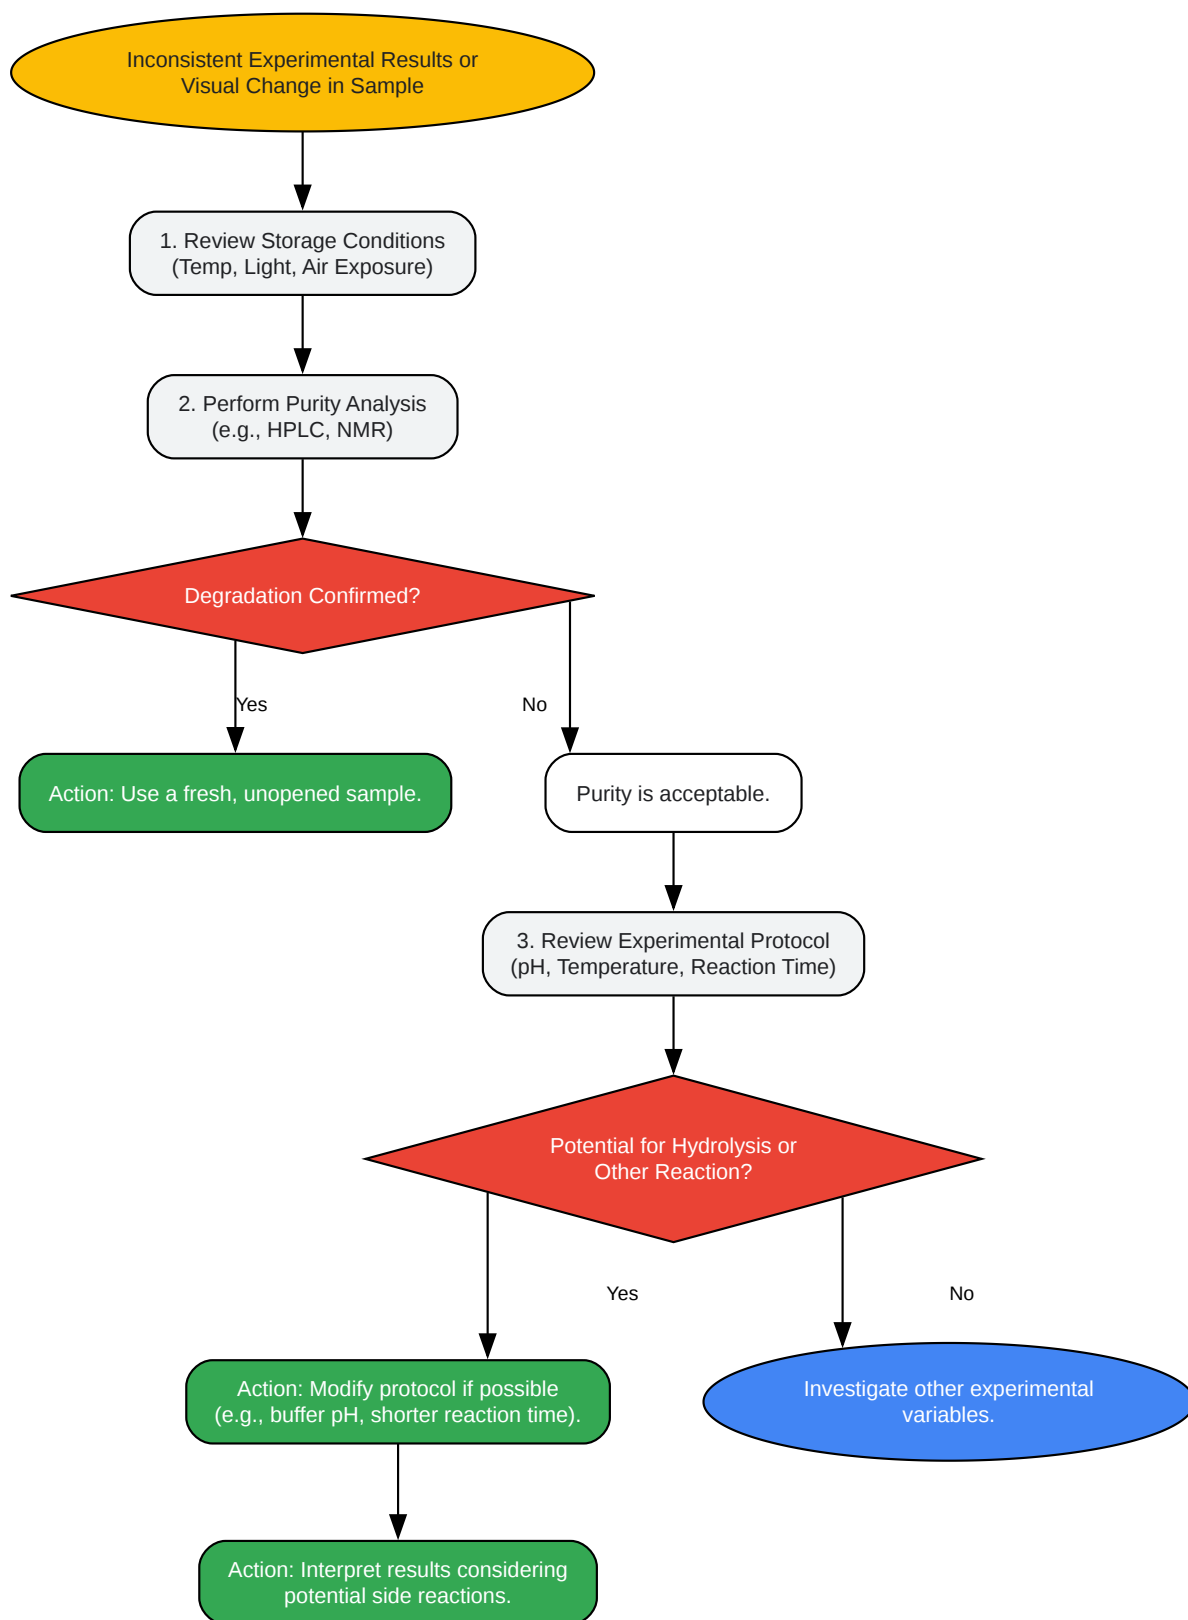 Inconsistent Experimental Results or
Visual Change in Sample
1. Review Storage Conditions
(Temp, Light, Air Exposure)
2. Perform Purity Analysis
(e.g., HPLC, NMR)
Degradation Confirmed?
Yes
No
Action: Use a fresh, unopened sample.
Purity is acceptable.
3. Review Experimental Protocol
(pH, Temperature, Reaction Time)
Potential for Hydrolysis or
Other Reaction?
Yes
No
Action: Modify protocol if possible
(e.g., buffer pH, shorter reaction time).
Investigate other experimental
variables.
Action: Interpret results considering
potential side reactions.